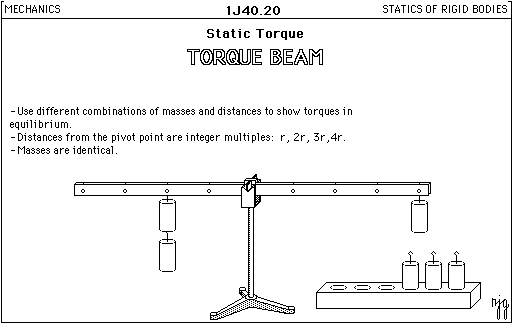 MECHANICS
1J40.20
STATICS OF RIGID BODIES
Static Torque
TORQUE BEAM
-Use different combinations of masses and distances to show torques in
equilibrium.
-Distances from the pivot point are integer multiples:  r, 2r, 3r,4r.
-Masses are identical.